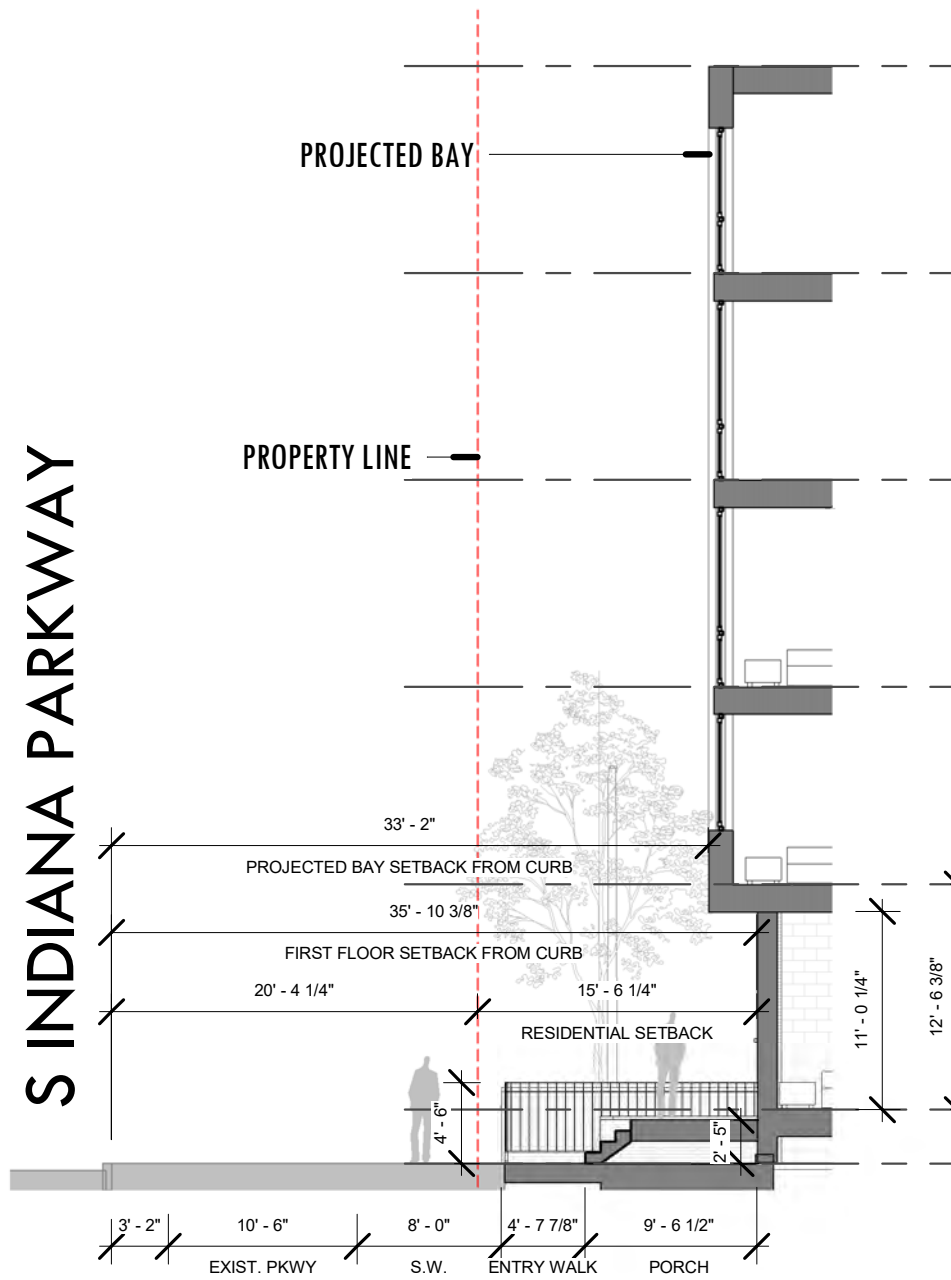 PROJECTED BAY
PROPERTY LINE
S INDIANA PARKWAY
33' - 2"
PROJECTED BAY SETBACK FROM CURB
35' - 10 3/8"
FIRST FLOOR SETBACK FROM CURB
20' - 4 1/4"
15' - 6 1/4"
RESIDENTIAL SETBACK
11' - 0 1/4"
12' - 6 3/8"
4' - 6"
2' - 5"
3' - 2"
10' - 6"
8' - 0"
4' - 7 7/8"
9' - 6 1/2"
EXIST. PKWY
S.W.
ENTRY WALK
PORCH